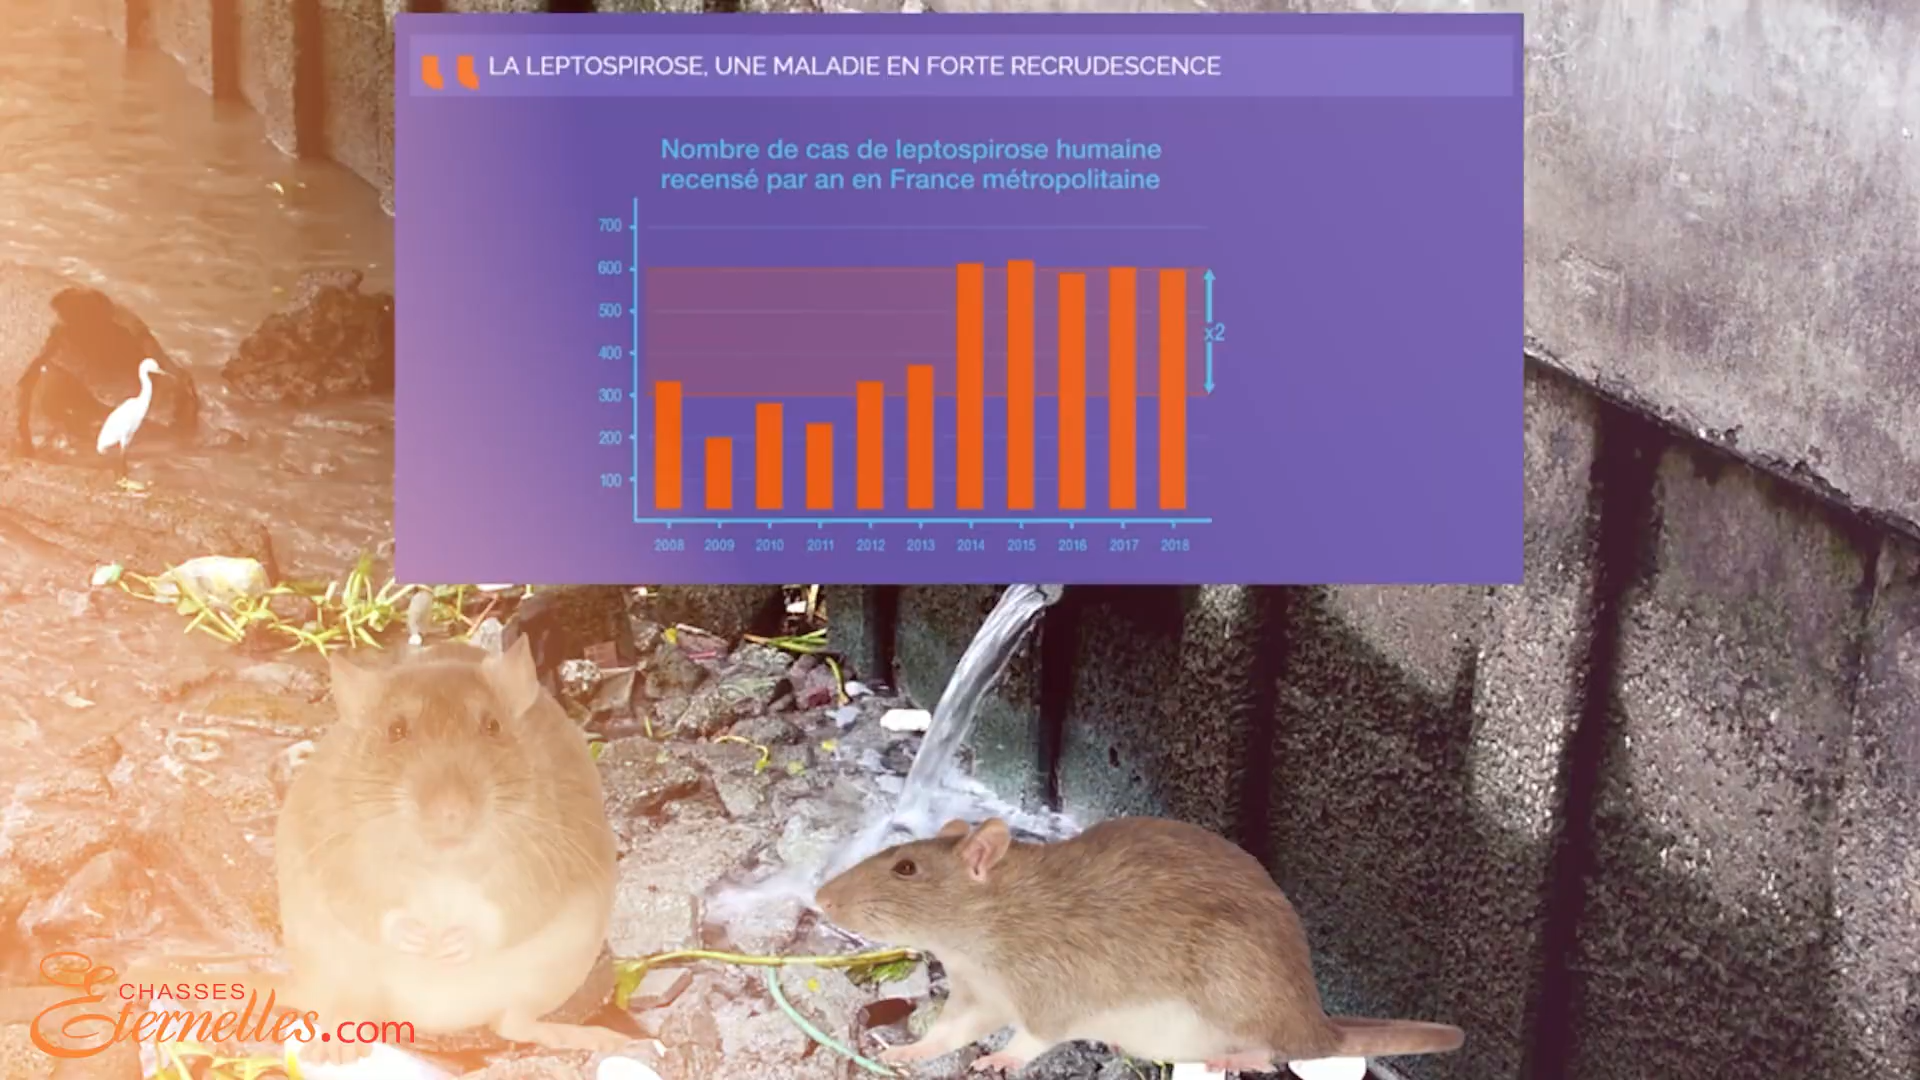 LA LEPTOSPIROSE, UNE MALADIE EN FORTE RECRUDESCENCE
Nombre de cas de leptospirose humaine
recensé par an en France métropolitaine
700
600
500
400
300
200
100
x2
2008 2009 2010 2011 2012 2013 2014 2015 2016 2017 2018
CHASSES
Eternelles.com